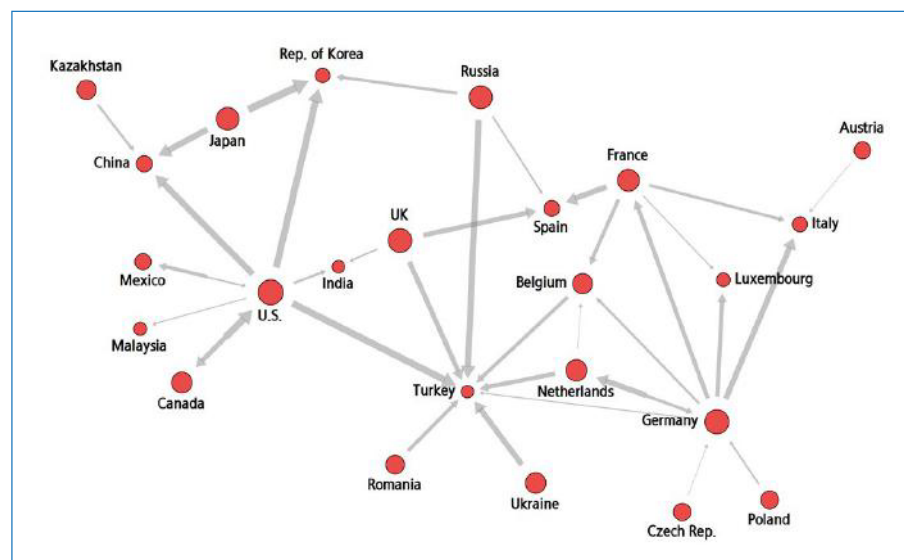 Rep. of Korea
Kazakhstan
Russia
Japan
Austria
China
France
UK
Spain
Italy
Mexico
India
Belgium
Luxembourg
U.S.
Malaysia
Canada
Turkey
Netherlands
Germany
Romania
Ukraine
Czech Rep.
Poland